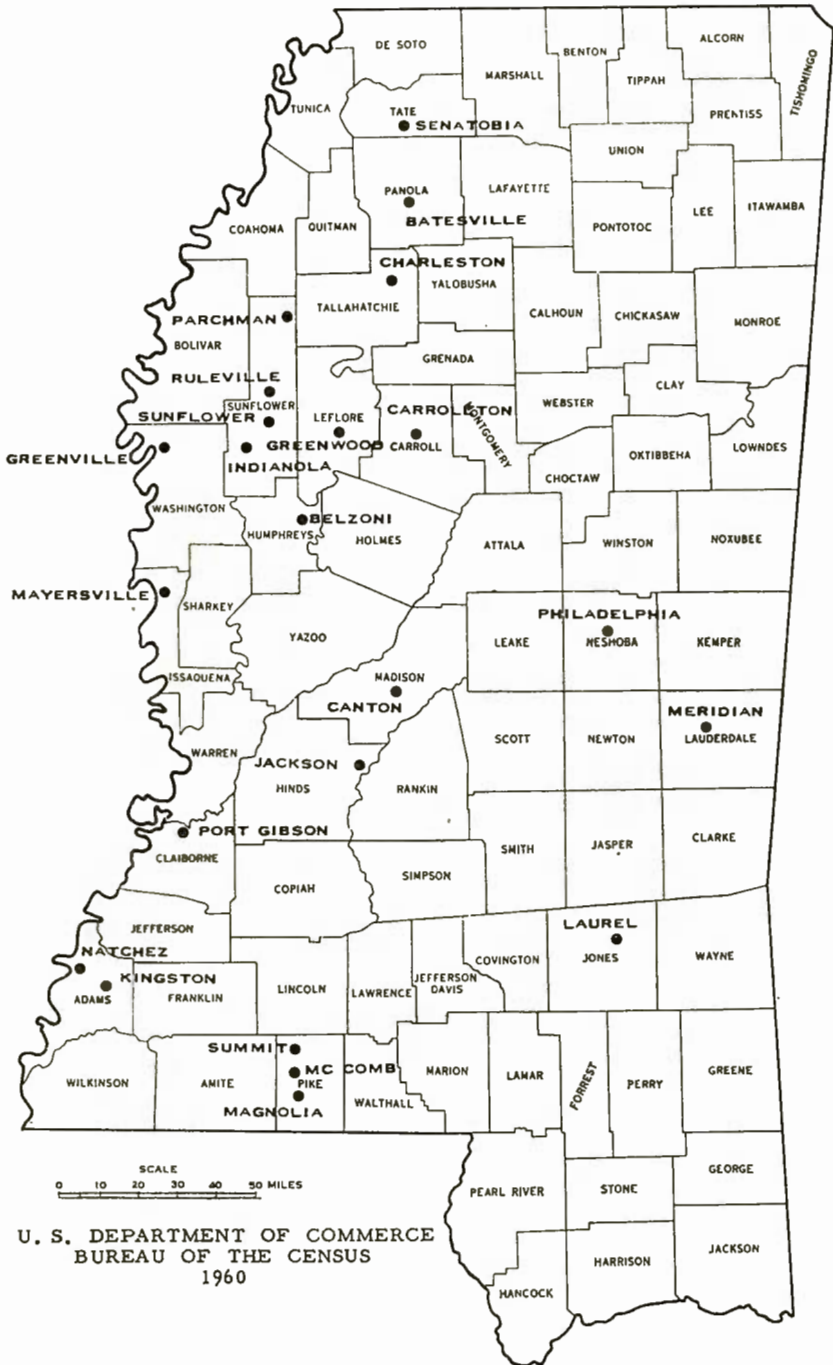 DE SOTO
BENTON
ALCORN
MARSHALL
TIPPAH
TISHOMINGO
TUNICA
TATE
SENATOBIA
PRENTISS
UNION
PANOLA
LAFAYETTE
ITAWAMBA
LEE
BATESVILLE
COAHOMA
QUITMAN
PONTOTOC
CHARLESTON
YALOBUSHA
TALLAHATCHIE
CALHOUN
CHICKASAW
MONROE
PARCHMAN
BOLIVAR
GRENADA
RULEVILLE
CLAY
SUNFLOWER
WEBSTER
SUNFLOWER
LEFLORE
CARROLLTON
MONTGOMERY
GREENWOOD
CARROLL
GREENVILLE
INDIANOLA
OKTIBBEHA
LOWNDES
CHOCTAW
WASHINGTON
BELZONI
HUMPHREYS
HOLMES
ATTALA
WINSTON
NOXUBEE
MAYERSVILLE
SHARKEY
PHILADELPHIA
YAZOO
LEAKE
NESHOBA
KEMPER
ISSAQUENA
MADISON
CANTON
MERIDIAN
SCOTT
NEWTON
LAUDERDALE
WARREN
JACKSON
HINDS
RANKIN
PORT GIBSON
CLAIBORNE
SMITH
JASPER
CLARKE
COPIAH
SIMPSON
JEFFERSON
LAUREL
NATCHEZ
JONES
WAYNE
COVINGTON
KINGSTON
ADAMS
FRANKLIN
LINCOLN
LAWRENCE
JEFFERSON
DAVIS
SUMMIT
MC COMB
WILKINSON
AMITE
PIKE
MAGNOLIA
WALTHALL
MARION
LAMAR
FORREST
PERRY
GREENE
SCALE
0 10 20 30 40 50 MILES
GEORGE
PEARL RIVER
STONE
U. S. DEPARTMENT OF COMMERCE
BUREAU OF THE CENSUS
1960
HANCOCK
HARRISON
JACKSON